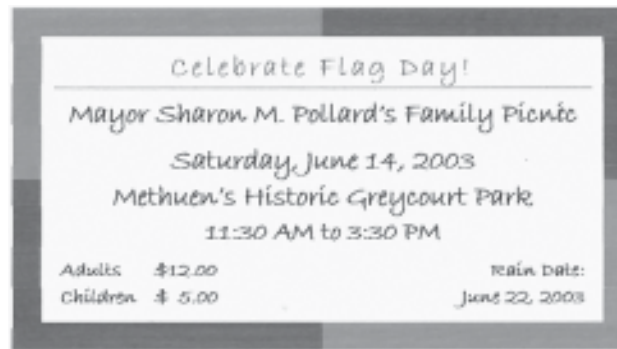 Celebrate Flag Day!
Mayor Sharon M. Pollard's Family Picnic
Saturday, June 14, 2003
Methuen's Historic Greycourt Park
11:30 AM to 3:30 PM
Adults $12.00
Children $ 5.00
Rain Date:
June 22, 2003